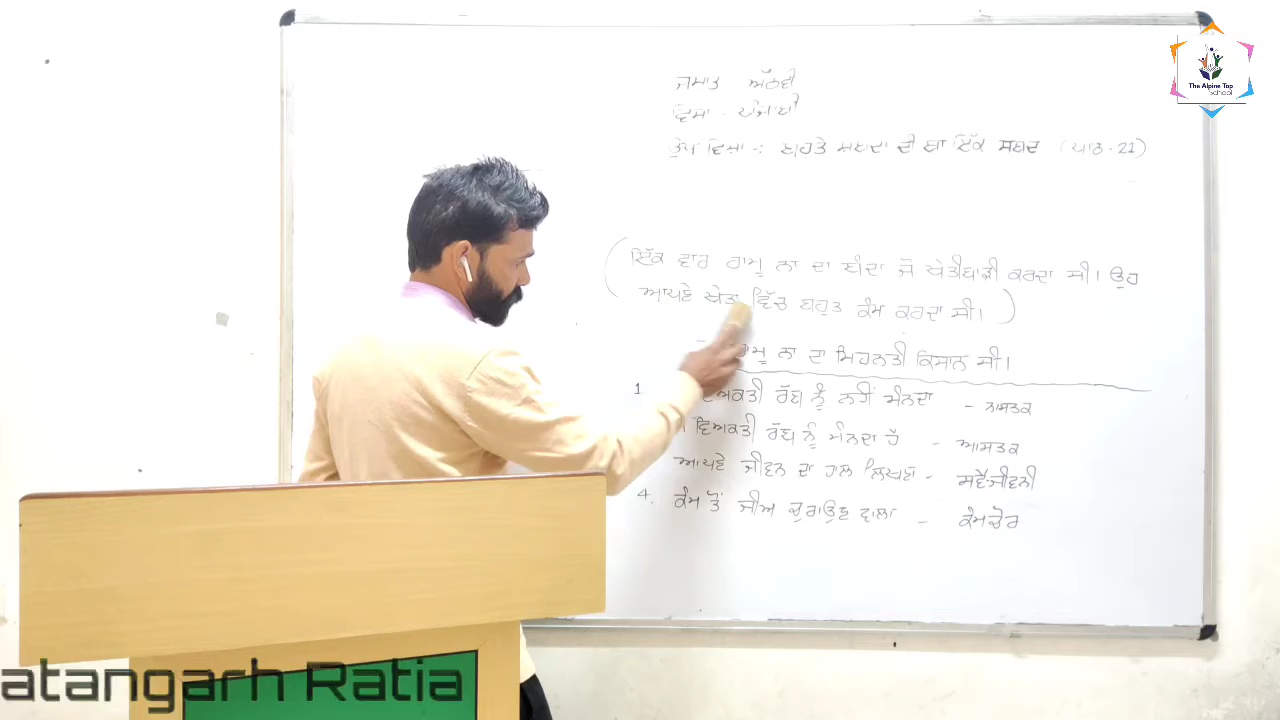 ਜਮਾਤ ਅੱਠਵੀਂ
ਵਿਸ਼ਾ - ਪੰਜਾਬੀ
ਉਪ ਵਿਸ਼ਾ -: ਬਹੁਤੇ ਸ਼ਬਦਾਂ ਦੀ ਥਾਂ ਇੱਕ ਸ਼ਬਦ (ਪਾਠ - 21)
(ਇੱਕ ਵਾਰ ਰਾਮੂ ਨਾਂ ਦਾ ਬੰਦਾ ਜੋ ਖੇਤੀਬਾੜੀ ਕਰਦਾ ਸੀ। ਉਹ
ਆਪਣੇ ਖੇਤਾਂ ਵਿੱਚ ਬਹੁਤ ਕੰਮ ਕਰਦਾ ਸੀ।)
ਰਾਮੂ ਨਾਂ ਦਾ ਮਿਹਨਤੀ ਕਿਸਾਨ ਸੀ।
1 ਵਿਅਕਤੀ ਰੱਬ ਨੂੰ ਨਹੀਂ ਮੰਨਦਾ - ਨਾਸਤਕ
ਵਿਅਕਤੀ ਰੱਬ ਨੂੰ ਮੰਨਦਾ ਹੈ - ਆਸਤਕ
ਆਪਣੇ ਜੀਵਨ ਦਾ ਹਾਲ ਲਿਖਣਾ - ਸਵੈਜੀਵਨੀ
4. ਕੰਮ ਤੋਂ ਜੀਅ ਚੁਰਾਉਣ ਵਾਲਾ - ਕੰਮਚੋਰ
The Alpine Top
School
atangarh Ratia